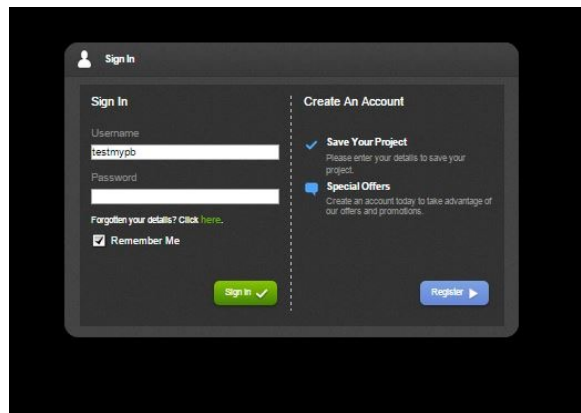 Sign In
Sign In
Username
testmypb
Password
Forgotten your details? Click here.
Remember Me
Sign In
Create An Account
Save Your Project
Please enter your details to save your
project.
Special Offers
Create an account today to take advantage of
our offers and promotions.
Register